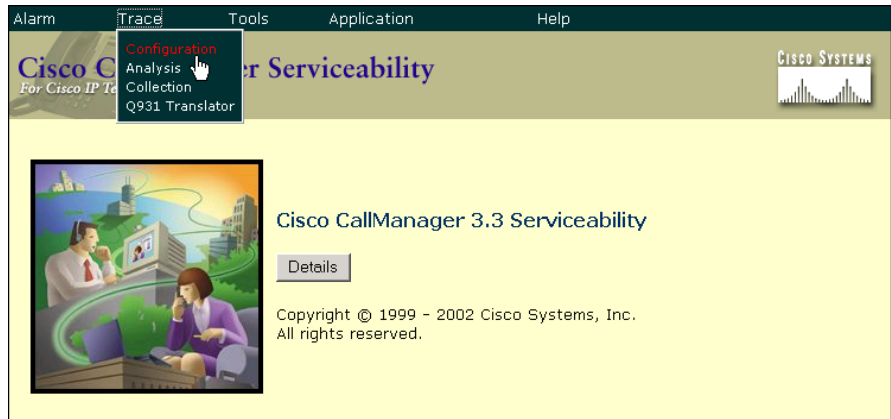 Alarm Trace Tools Application Help
Configuration
Analysis
Collection
Q931 Translator
Cisco C er Serviceability
For Cisco IP Te
CISCO SYSTEMS
Cisco CallManager 3.3 Serviceability
Details
Copyright © 1999 - 2002 Cisco Systems, Inc.
All rights reserved.